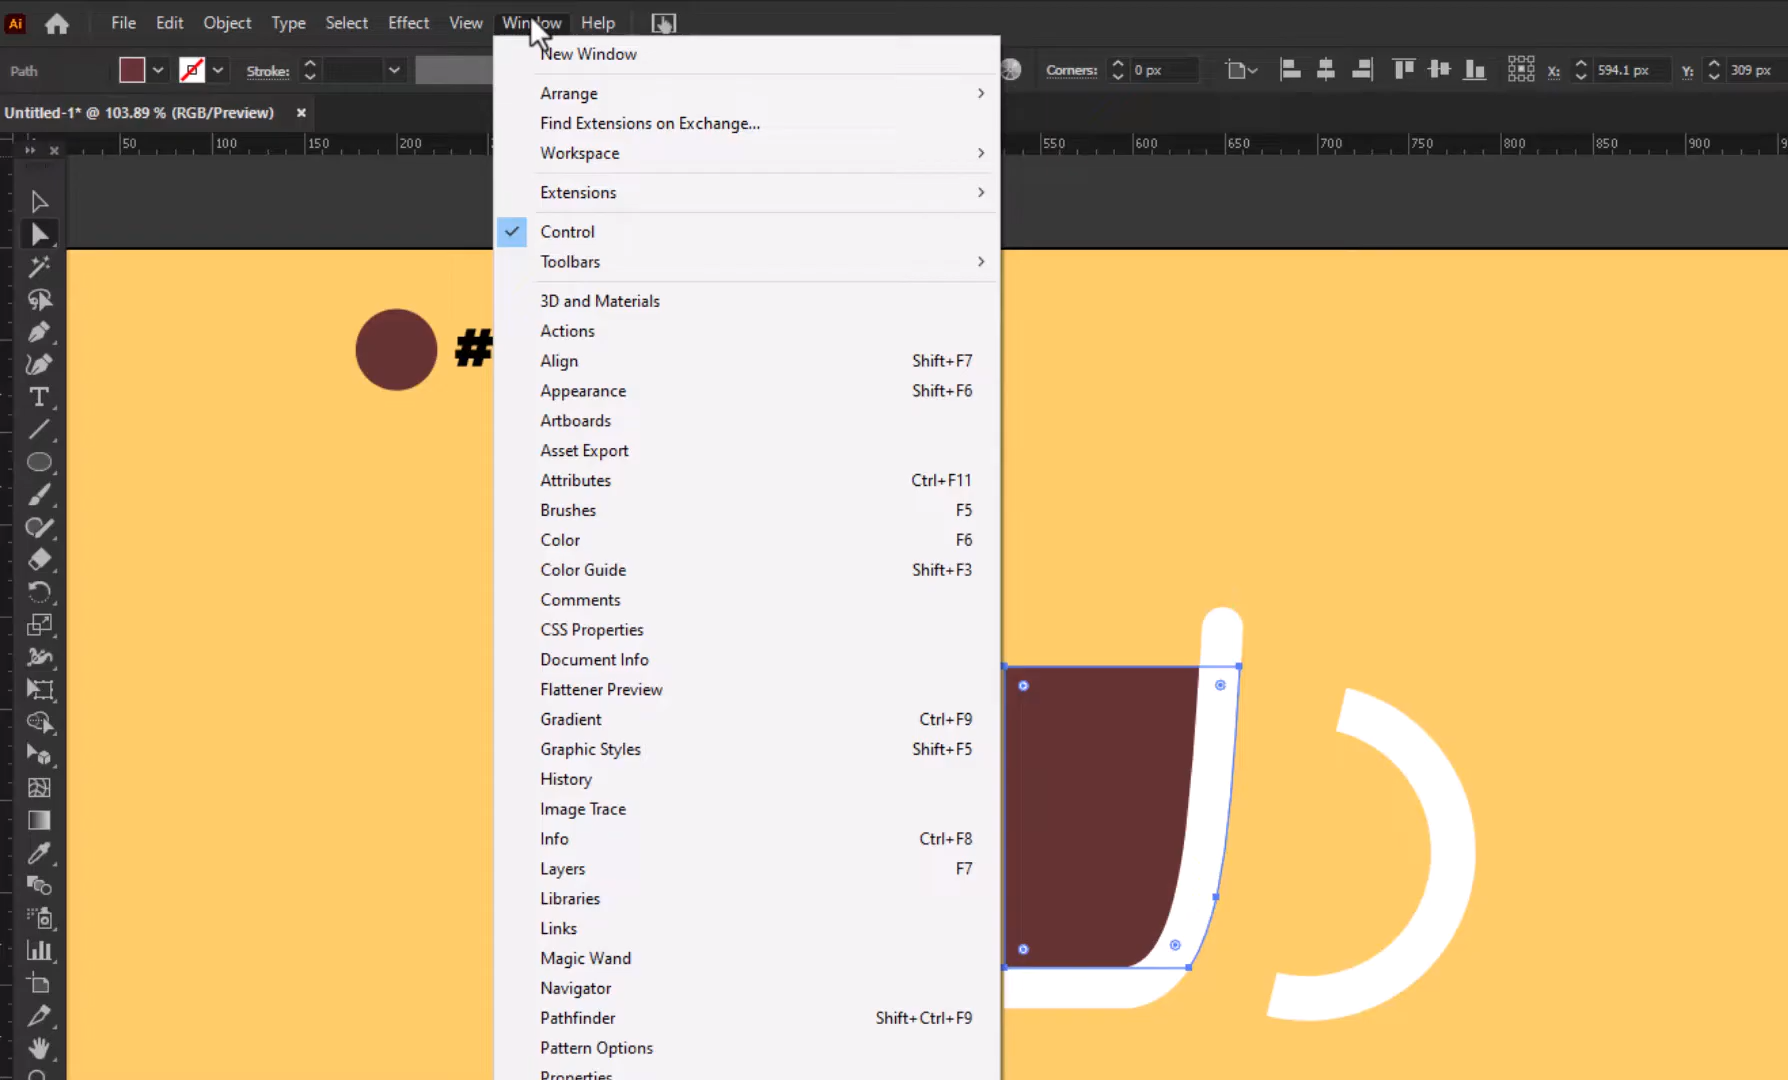 Ai File Edit Object Type Select Effect View Window Help
Path Stroke: Corners: 0 px X: 594.1 px Y: 309 px
Untitled-1* @ 103.89 % (RGB/Preview) ×
50 100 150 200 550 600 650 700 750 800 850 900
New Window
Arrange
Find Extensions on Exchange...
Workspace
Extensions
Control
Toolbars
3D and Materials
Actions
Align Shift+F7
Appearance Shift+F6
#
Artboards
Asset Export
Attributes Ctrl+F11
Brushes F5
Color F6
Color Guide Shift+F3
Comments
CSS Properties
Document Info
Flattener Preview
Gradient Ctrl+F9
Graphic Styles Shift+F5
History
Image Trace
Info Ctrl+F8
Layers F7
Libraries
Links
Magic Wand
Navigator
Pathfinder Shift+Ctrl+F9
Pattern Options
Properties